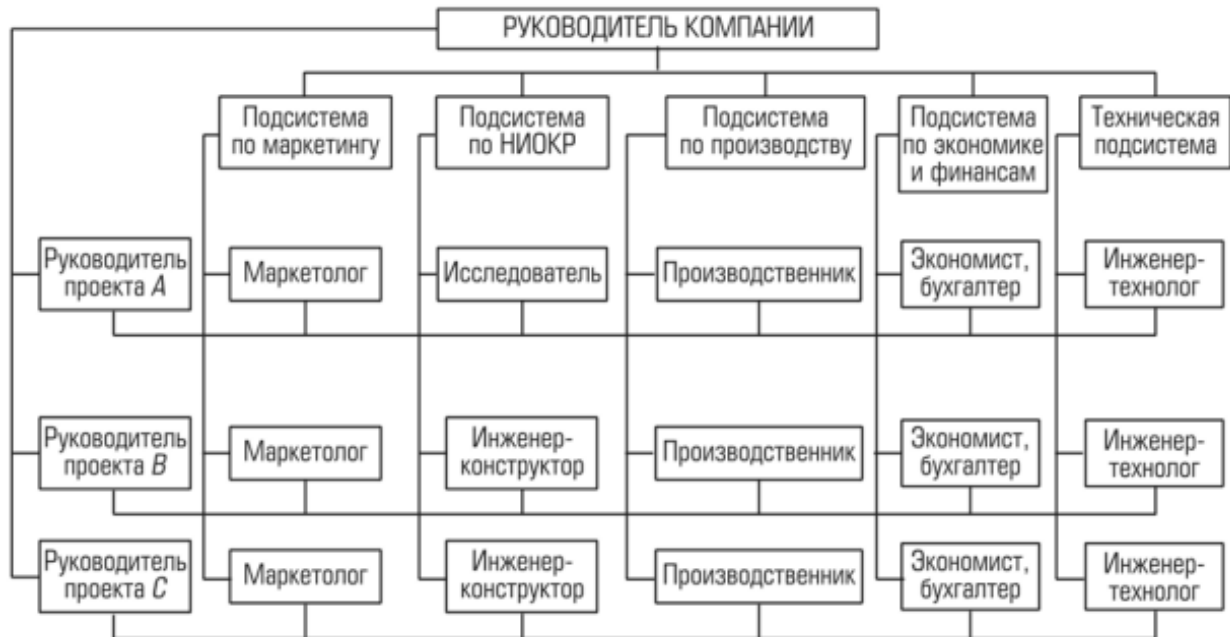 РУКОВОДИТЕЛЬ КОМПАНИИ
Подсистема
по маркетингу
Подсистема
по НИОКР
Подсистема
по производству
Подсистема
по экономике
и финансам
Техническая
подсистема
Руководитель
проекта A
Маркетолог
Исследователь
Производственник
Экономист,
бухгалтер
Инженер-
технолог
Руководитель
проекта B
Маркетолог
Инженер-
конструктор
Производственник
Экономист,
бухгалтер
Инженер-
технолог
Руководитель
проекта C
Маркетолог
Инженер-
конструктор
Производственник
Экономист,
бухгалтер
Инженер-
технолог